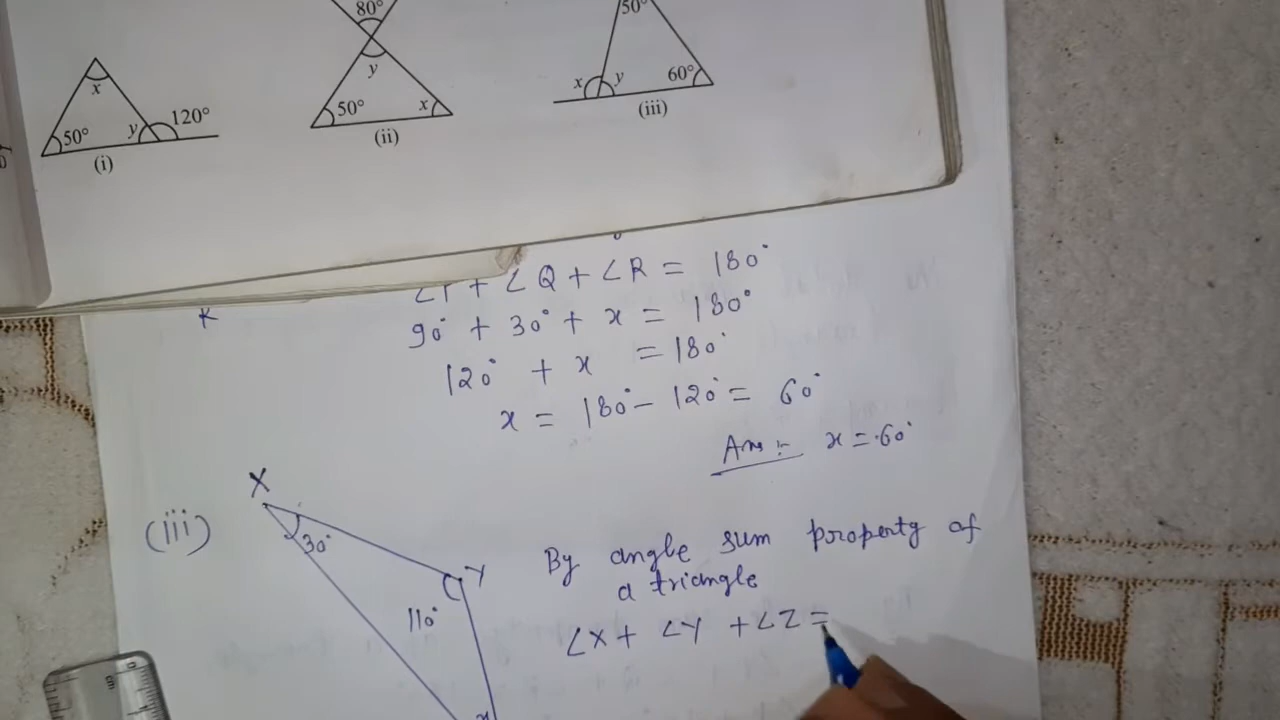 80°
50°
x
y
50°
y
120°
50°
x
x
y
60°
(i)
(ii)
(iii)
+ ∠Q + ∠R = 180°
90° + 30° + x = 180°
120° + x = 180°
x = 180° - 120° = 60°
Ans :- x = 60°
(iii)
X
30°
Y
110°
x
By angle sum property of
a triangle
∠X + ∠Y + ∠Z =